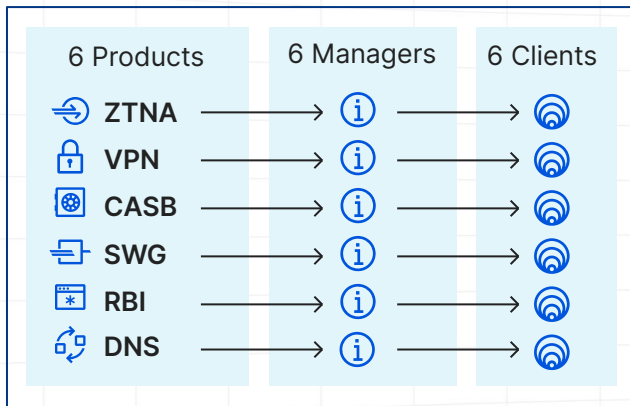 6 Products
6 Managers
6 Clients
ZTNA
VPN
CASB
SWG
RBI
DNS